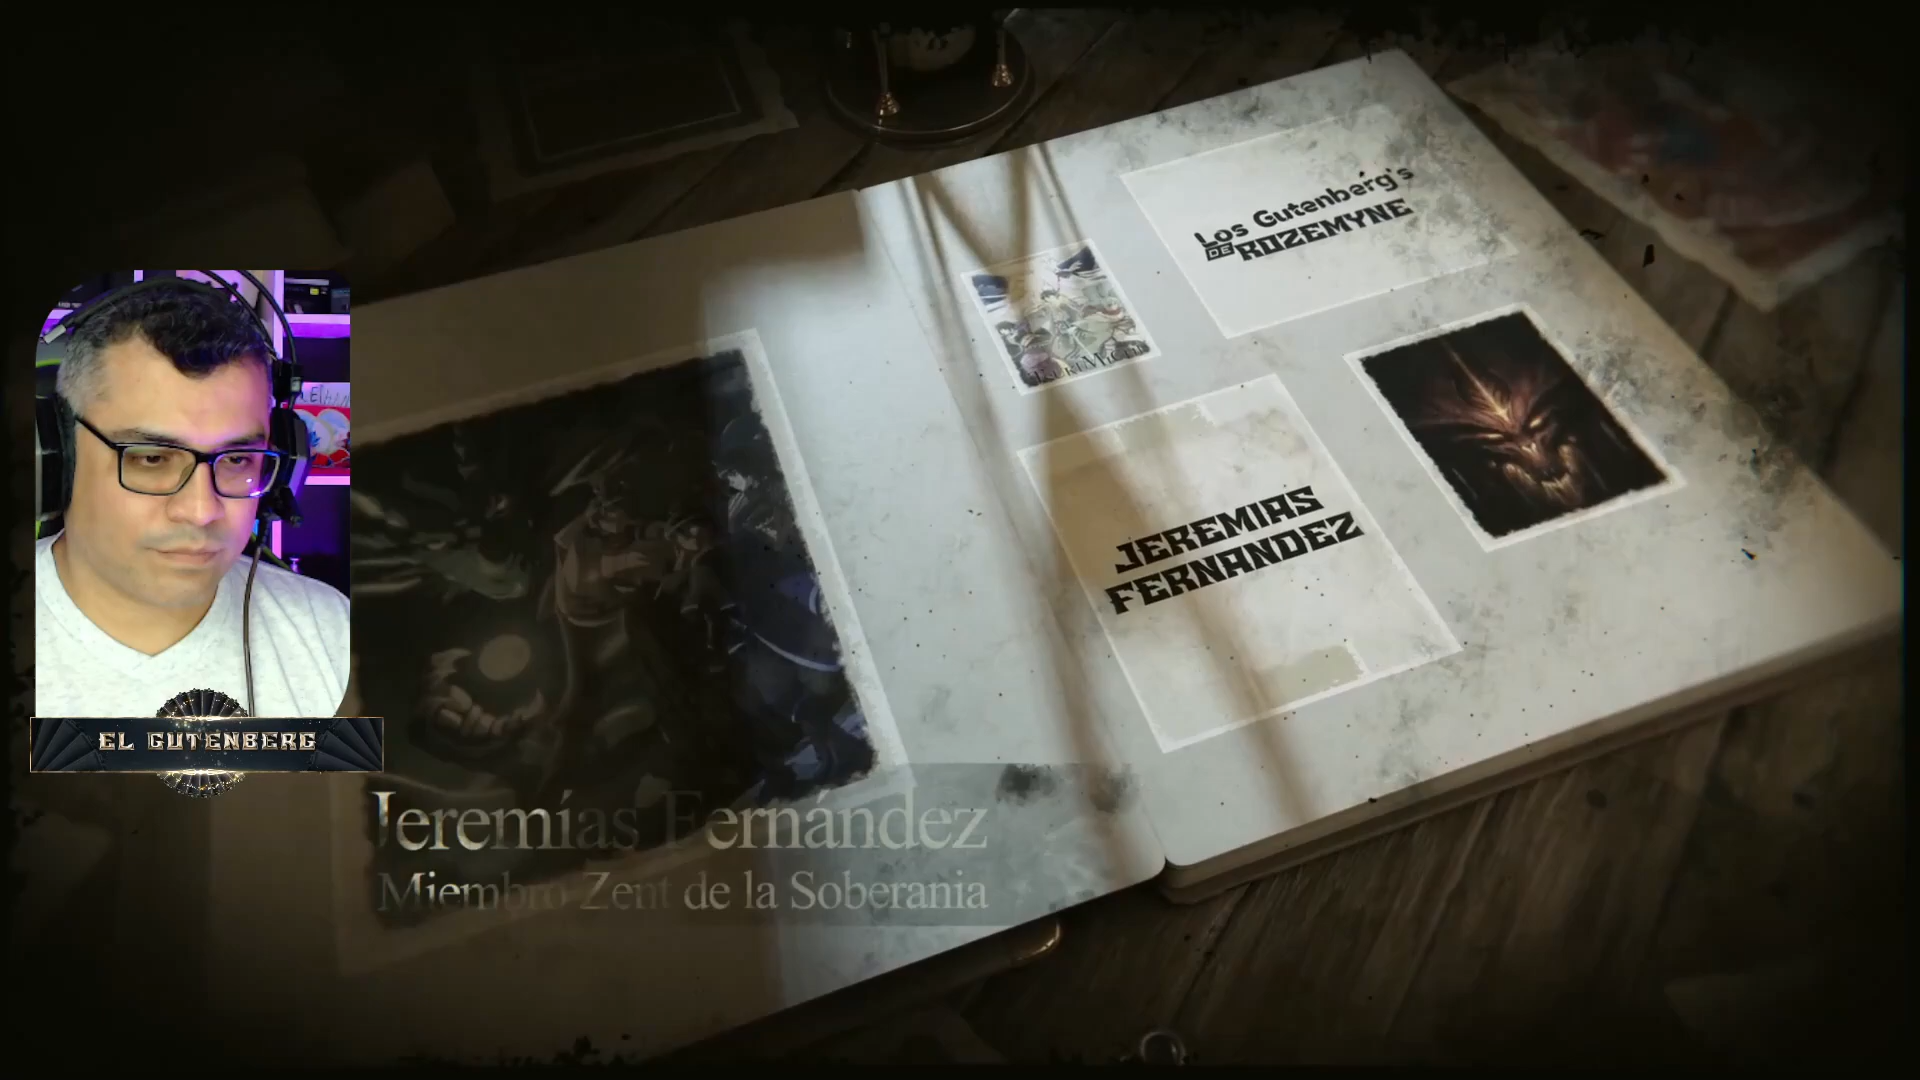 Los Gutenberg's
DE ROZEMYNE
JEREMIAS
FERNANDEZ
EL GUTENBERG
Jeremías Fernández
Miembro Zent de la Soberania